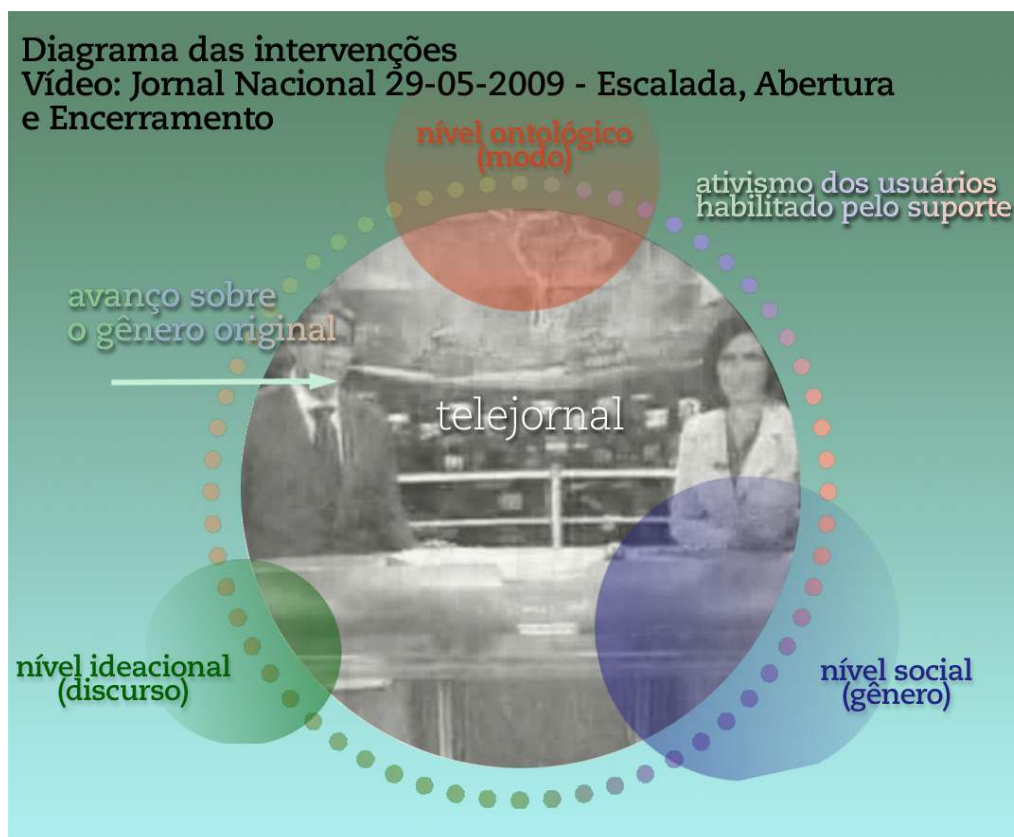 Diagrama das intervenções
Vídeo: Jornal Nacional 29-05-2009 - Escalada, Abertura
e Encerramento
nível ontológico
(modo)
ativismo dos usuários
habilitado pelo suporte
avanço sobre
o gênero original
telejornal
nível ideacional
(discurso)
nível social
(gênero)